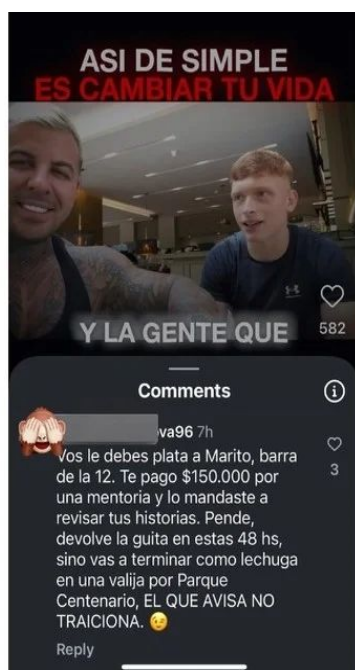 ASI DE SIMPLE
ES CAMBIAR TU VIDA
Y LA GENTE QUE
582
Comments
va96 7h
Vos le debes plata a Marito, barra
de la 12. Te pago $150.000 por
una mentoria y lo mandaste a
revisar tus historias. Pende,
devolve la guita en estas 48 hs,
sino vas a terminar como lechuga
en una valija por Parque
Centenario, EL QUE AVISA NO
TRAICIONA. 😉
3
Reply